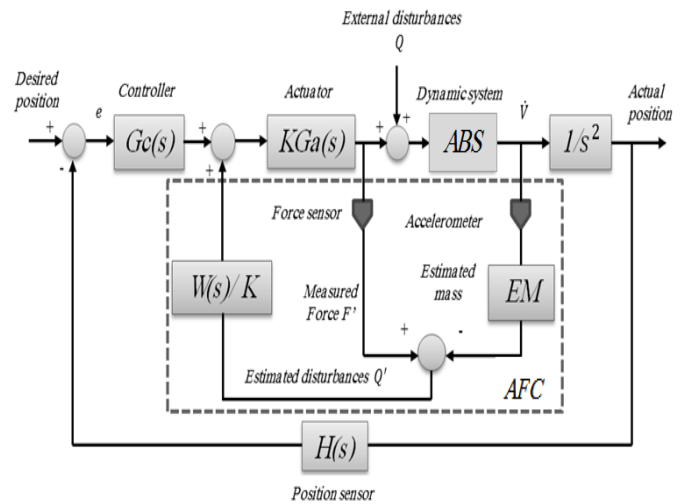 External disturbances
Q
Desired
position
Controller
Actuator
Dynamic system
Actual
position
+
e
-
Gc(s)
+
+
KGa(s)
+
+
ABS
V̇
1/s²
Force sensor
Accelerometer
W(s)/K
Measured
Force F'
Estimated
mass
EM
+
-
Estimated disturbances Q'
AFC
H(s)
Position sensor